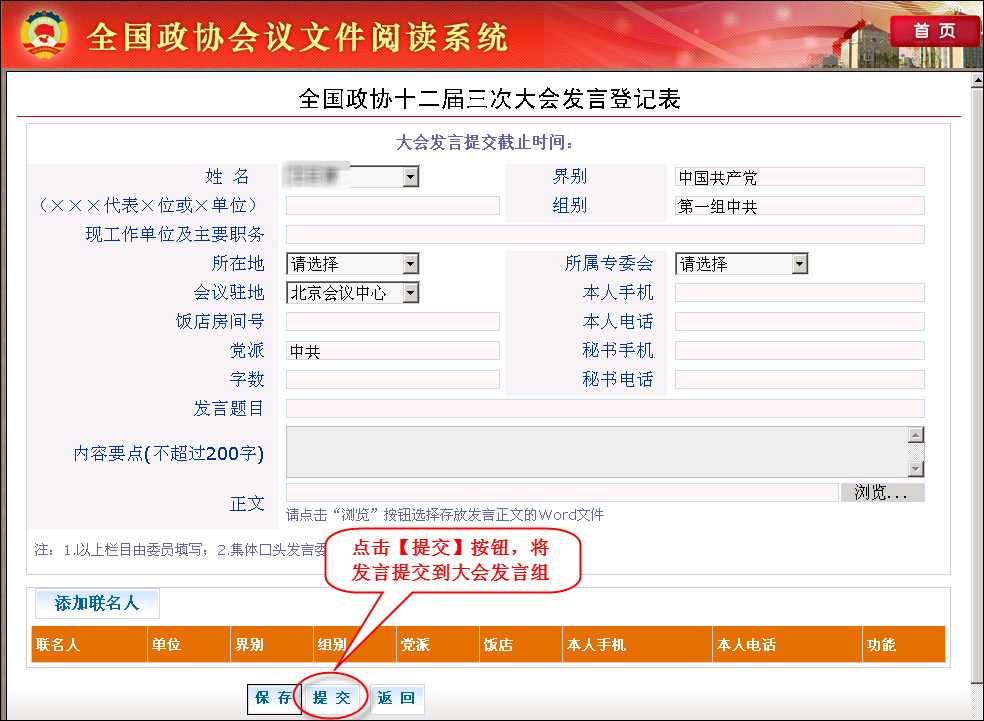 全国政协会议文件阅读系统
首 页
全国政协十二届三次大会发言登记表
大会发言提交截止时间：
姓 名
界别 中国共产党
（×××代表×位或×单位）
组别 第一组中共
现工作单位及主要职务
所在地 请选择 所属专委会 请选择
会议驻地 北京会议中心 本人手机
饭店房间号 本人电话
党派 中共 秘书手机
字数 秘书电话
发言题目
内容要点(不超过200字)
正文 浏览...
请点击“浏览”按钮选择存放发言正文的Word文件
注：1.以上栏目由委员填写；2.集体口头发言
点击【提交】按钮，将
发言提交到大会发言组
添加联名人
联名人 单位 界别 组别 党派 饭店 本人手机 本人电话 功能
保 存 提 交 返 回